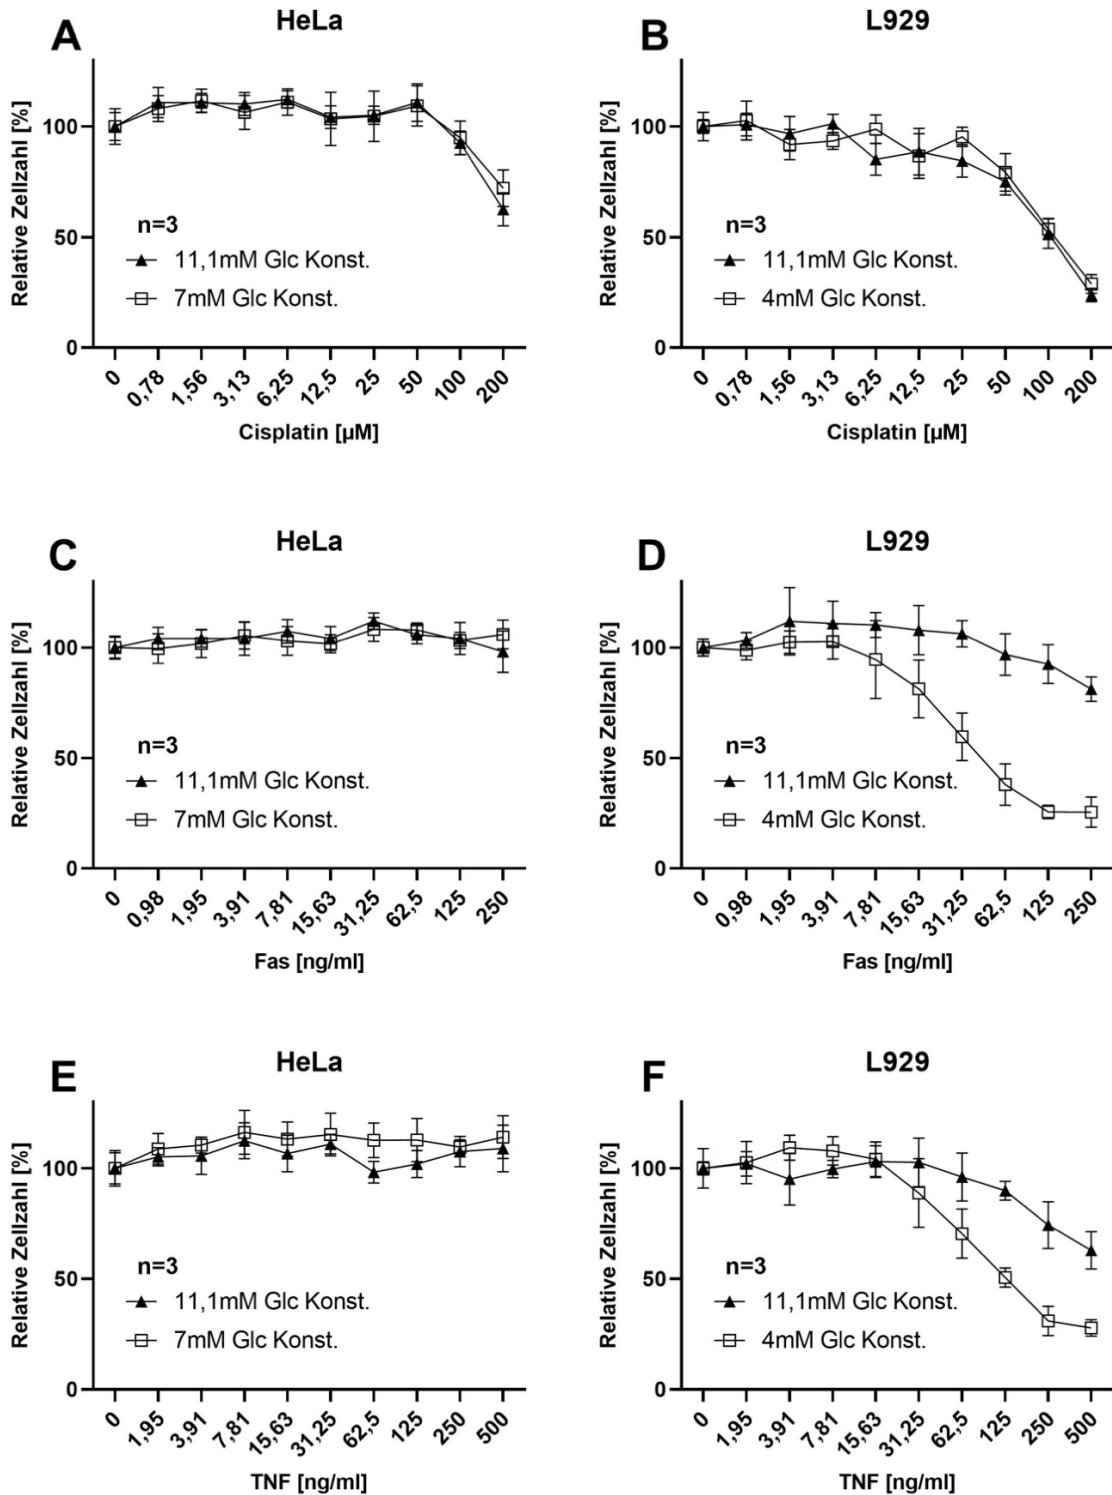 A
HeLa
Relative Zellzahl [%]
100
50
0
n=3
11,1mM Glc Konst.
7mM Glc Konst.
0 0,78 1,56 3,13 6,25 12,5 25 50 100 200
Cisplatin [µM]
B
L929
Relative Zellzahl [%]
100
50
0
n=3
11,1mM Glc Konst.
4mM Glc Konst.
0 0,78 1,56 3,13 6,25 12,5 25 50 100 200
Cisplatin [µM]
C
HeLa
Relative Zellzahl [%]
100
50
0
n=3
11,1mM Glc Konst.
7mM Glc Konst.
0 0,98 1,95 3,91 7,81 15,63 31,25 62,5 125 250
Fas [ng/ml]
D
L929
Relative Zellzahl [%]
100
50
0
n=3
11,1mM Glc Konst.
4mM Glc Konst.
0 0,98 1,95 3,91 7,81 15,63 31,25 62,5 125 250
Fas [ng/ml]
E
HeLa
Relative Zellzahl [%]
100
50
0
n=3
11,1mM Glc Konst.
7mM Glc Konst.
0 1,95 3,91 7,81 15,63 31,25 62,5 125 250 500
TNF [ng/ml]
F
L929
Relative Zellzahl [%]
100
50
0
n=3
11,1mM Glc Konst.
4mM Glc Konst.
0 1,95 3,91 7,81 15,63 31,25 62,5 125 250 500
TNF [ng/ml]